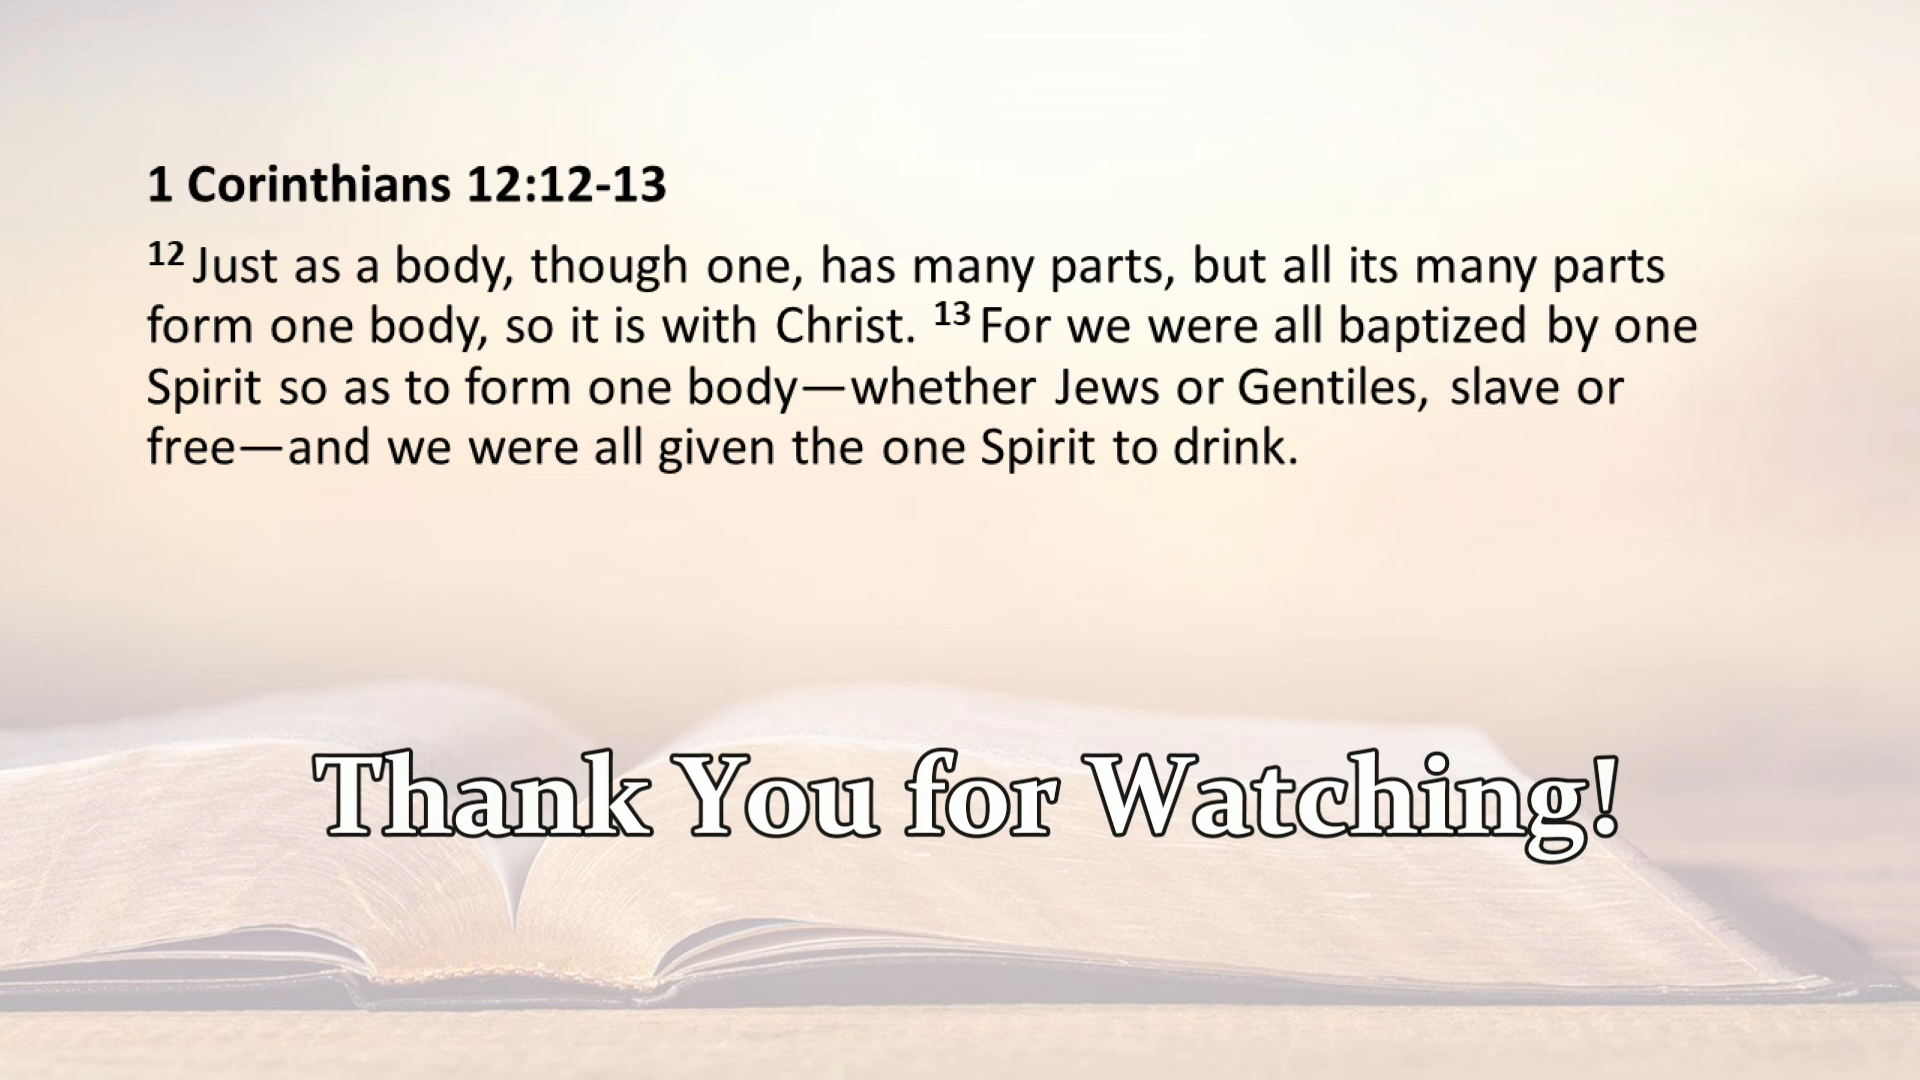 1 Corinthians 12:12-13
12 Just as a body, though one, has many parts, but all its many parts
form one body, so it is with Christ. 13 For we were all baptized by one
Spirit so as to form one body—whether Jews or Gentiles, slave or
free—and we were all given the one Spirit to drink.
Thank You for Watching!